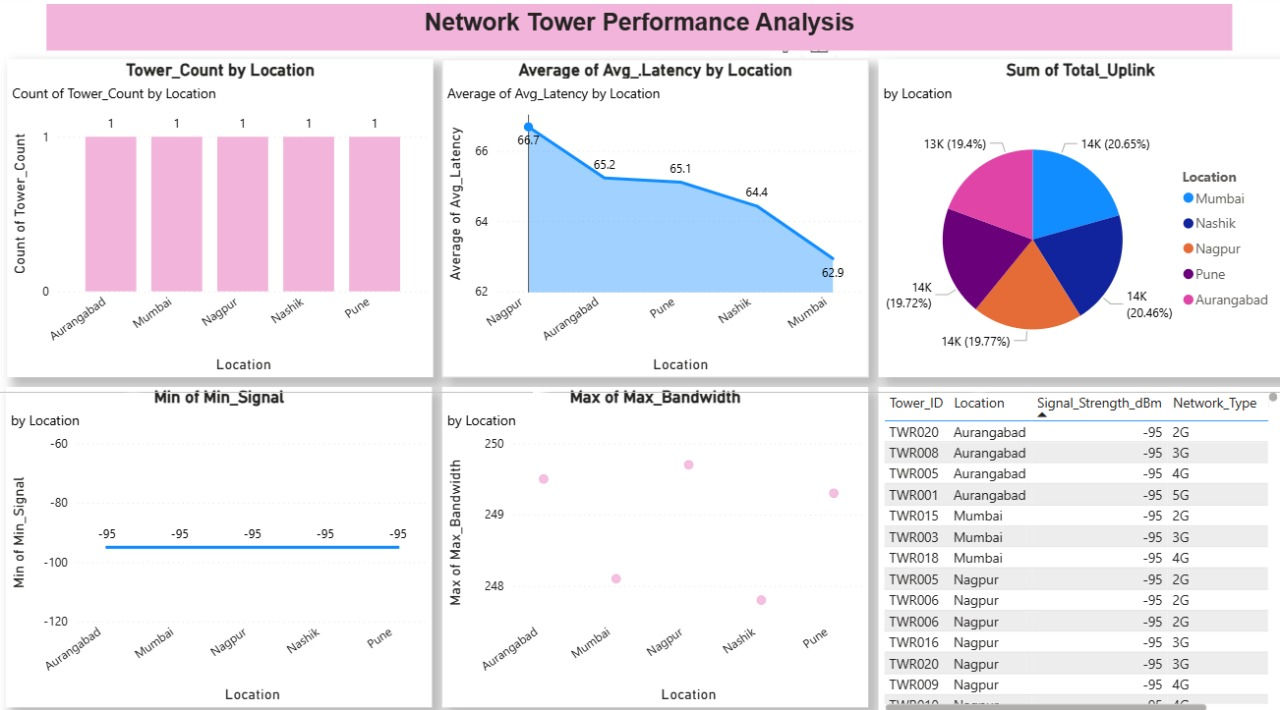 Network Tower Performance Analysis
Tower_Count by Location
Count of Tower_Count by Location
Count of Tower_Count
1
0
1
1
1
1
1
Aurangabad
Mumbai
Nagpur
Nashik
Pune
Location
Average of Avg_.Latency by Location
Average of Avg_Latency by Location
Average of Avg_Latency
66
64
62
66.7
65.2
65.1
64.4
62.9
Nagpur
Aurangabad
Pune
Nashik
Mumbai
Location
Sum of Total_Uplink
by Location
13K (19.4%)
14K (20.65%)
14K
(19.72%)
14K
(20.46%)
14K (19.77%)
Location
Mumbai
Nashik
Nagpur
Pune
Aurangabad
Min of Min_Signal
by Location
Min of Min_Signal
-60
-80
-100
-120
-95
-95
-95
-95
-95
Aurangabad
Mumbai
Nagpur
Nashik
Pune
Location
Max of Max_Bandwidth
by Location
Max of Max_Bandwidth
250
249
248
Aurangabad
Mumbai
Nagpur
Nashik
Pune
Location
Tower_ID Location Signal_Strength_dBm Network_Type
TWR020 Aurangabad -95 2G
TWR008 Aurangabad -95 3G
TWR005 Aurangabad -95 4G
TWR001 Aurangabad -95 5G
TWR015 Mumbai -95 2G
TWR003 Mumbai -95 3G
TWR018 Mumbai -95 4G
TWR005 Nagpur -95 2G
TWR006 Nagpur -95 2G
TWR006 Nagpur -95 2G
TWR016 Nagpur -95 3G
TWR020 Nagpur -95 3G
TWR009 Nagpur -95 4G